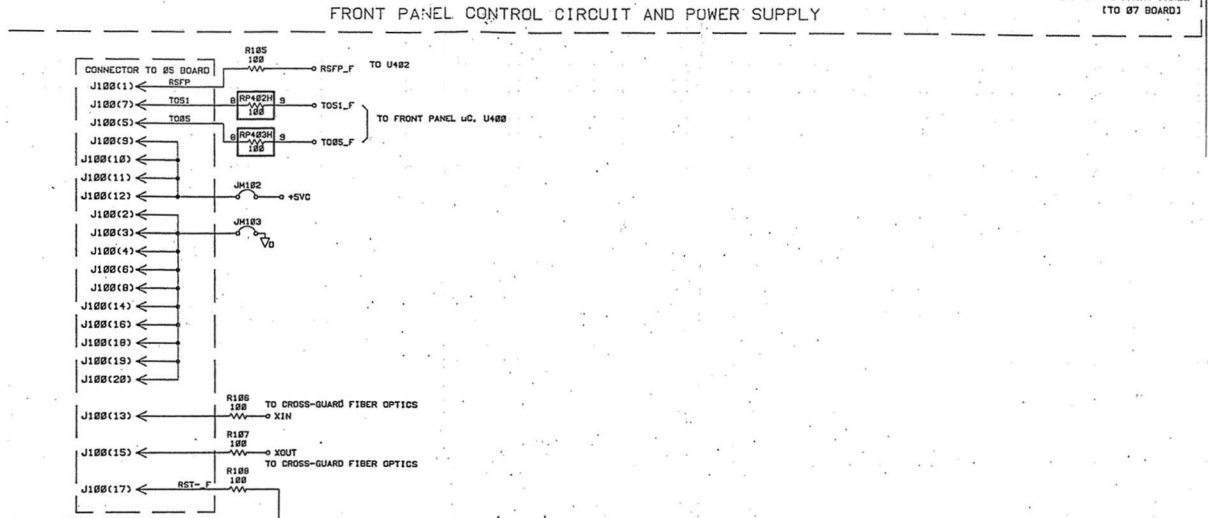 FRONT PANEL CONTROL CIRCUIT AND POWER SUPPLY
[TO 07 BOARD]
CONNECTOR TO 05 BOARD
R105
100
J100(1) RSFP RSFP_F TO U402
J100(7) TOS1 8 RP402H 9 TOS1_F
100
TO FRONT PANEL uC, U400
J100(5) TO0S 8 RP403H 9 TO0S_F
100
J100(9)
J100(10)
J100(11)
J100(12) JM102 +5VC
J100(2)
J100(3) JM103
D
J100(4)
J100(6)
J100(8)
J100(14)
J100(16)
J100(18)
J100(19)
J100(20)
R106
100 TO CROSS-GUARD FIBER OPTICS
J100(13) XIN
R107
100
J100(15) XOUT
TO CROSS-GUARD FIBER OPTICS
R108
100
J100(17) RST-_F